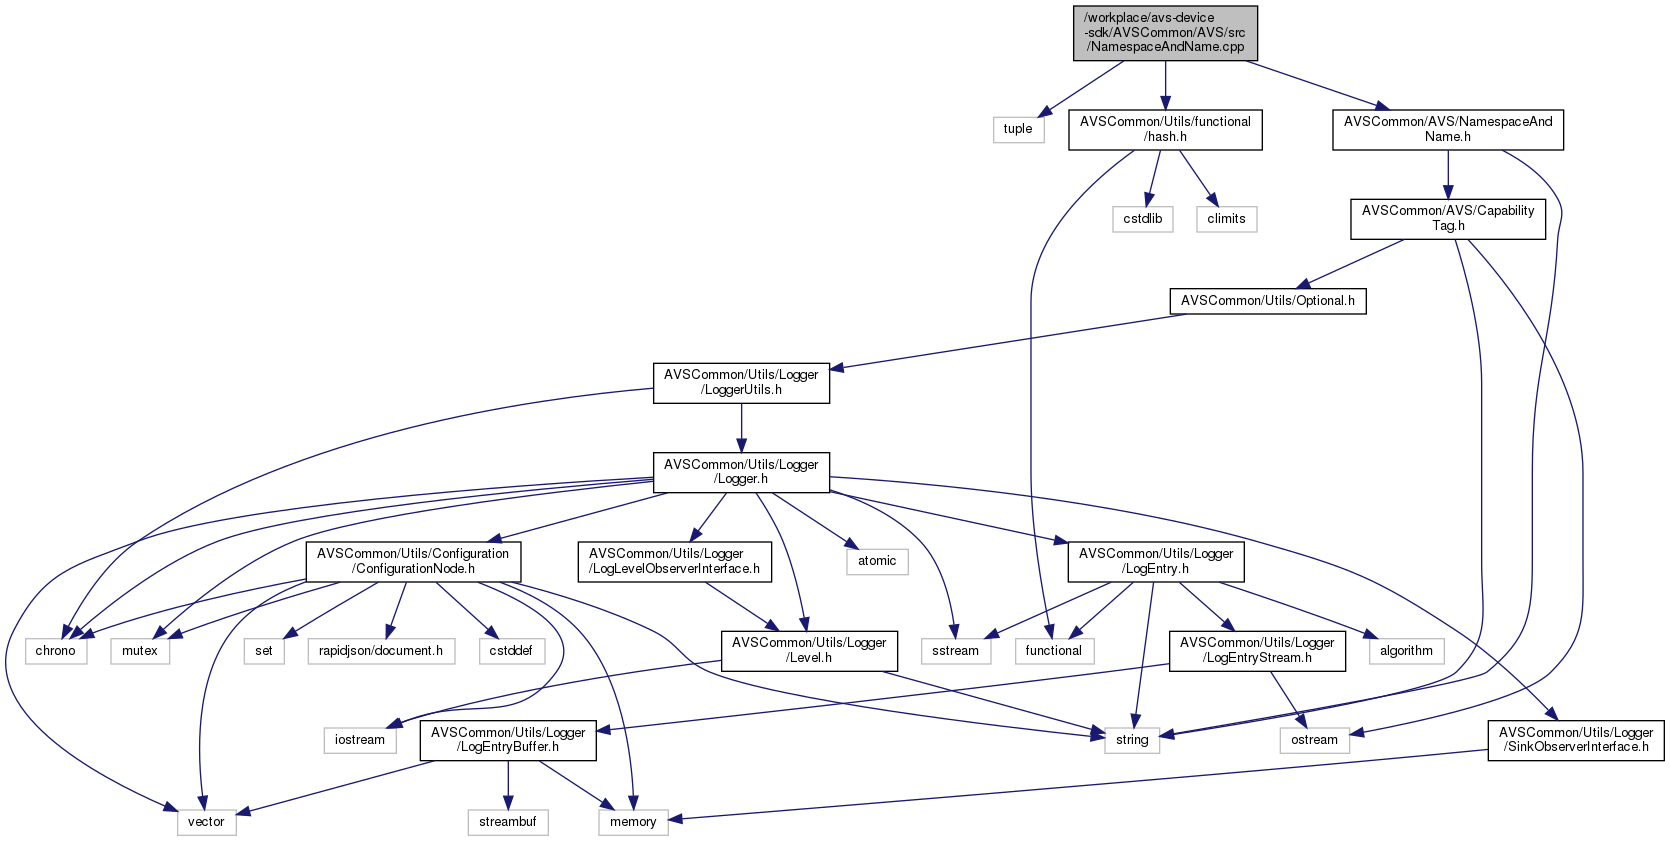 /workplace/avs-device
-sdk/AVSCommon/AVS/src
/NamespaceAndName.cpp
tuple
AVSCommon/Utils/functional
/hash.h
AVSCommon/AVS/NamespaceAnd
Name.h
cstdlib
climits
AVSCommon/AVS/Capability
Tag.h
AVSCommon/Utils/Optional.h
AVSCommon/Utils/Logger
/LoggerUtils.h
AVSCommon/Utils/Logger
/Logger.h
AVSCommon/Utils/Configuration
/ConfigurationNode.h
AVSCommon/Utils/Logger
/LogLevelObserverInterface.h
atomic
AVSCommon/Utils/Logger
/LogEntry.h
chrono
mutex
set
rapidjson/document.h
cstddef
AVSCommon/Utils/Logger
/Level.h
sstream
functional
AVSCommon/Utils/Logger
/LogEntryStream.h
algorithm
iostream
AVSCommon/Utils/Logger
/LogEntryBuffer.h
string
ostream
AVSCommon/Utils/Logger
/SinkObserverInterface.h
vector
streambuf
memory